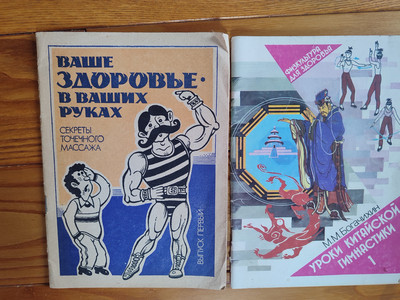 ВАШЕ
ЗДОРОВЬЕ·
В ВАШИХ
РУКАХ
СЕКРЕТЫ
ТОЧЕЧНОГО
МАССАЖА
ВЫПУСК ПЕРВЫЙ
ФИЗКУЛЬТУРА
ДЛЯ ЗДОРОВЬЯ
М.М.БОГАЧИХИН
УРОКИ КИТАЙСКОЙ
ГИМНАСТИКИ
1